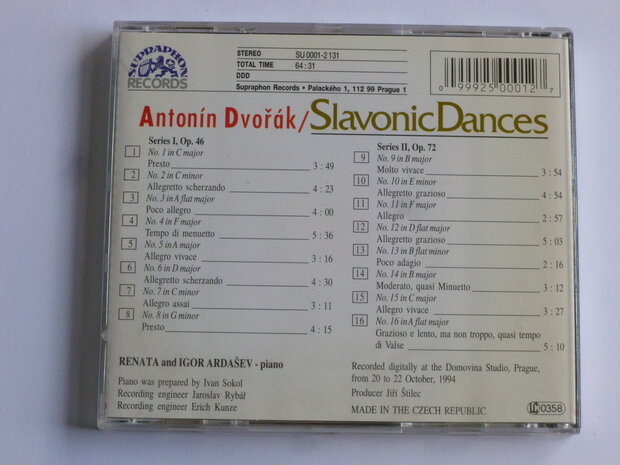 SUPRAPHON
RECORDS
STEREO SU 0001-2 131
TOTAL TIME 64:31
DDD
Supraphon Records • Palackého 1, 112 99 Prague 1
0 99925 00012 7
Antonín Dvořák/Slavonic Dances
Series I, Op. 46
1 No. 1 in C major
Presto 3 : 49
2 No. 2 in C minor
Allegretto scherzando 4 : 23
3 No. 3 in A flat major
Poco allegro 4 : 00
4 No. 4 in F major
Tempo di menuetto 5 : 36
5 No. 5 in A major
Allegro vivace 3 : 16
6 No. 6 in D major
Allegretto scherzando 4 : 30
7 No. 7 in C minor
Allegro assai 3 : 11
8 No. 8 in G minor
Presto 4 : 15
Series II, Op. 72
9 No. 9 in B major
Molto vivace 3 : 54
10 No. 10 in E minor
Allegretto grazioso 4 : 54
11 No. 11 in F major
Allegro 2 : 57
12 No. 12 in D flat major
Allegretto grazioso 5 : 03
13 No. 13 in B flat minor
Poco adagio 2 : 16
14 No. 14 in B major
Moderato, quasi Minuetto 3 : 12
15 No. 15 in C major
Allegro vivace 3 : 27
16 No. 16 in A flat major
Grazioso e lento, ma non troppo, quasi tempo
di Valse 5 : 10
RENATA and IGOR ARDAŠEV - piano
Piano was prepared by Ivan Sokol
Recording engineer Jaroslav Rybář
Recording engineer Erich Kunze
Recorded digitally at the Domovina Studio, Prague,
from 20 to 22 October, 1994
Producer Jiří Štilec
MADE IN THE CZECH REPUBLIC
LC 0358